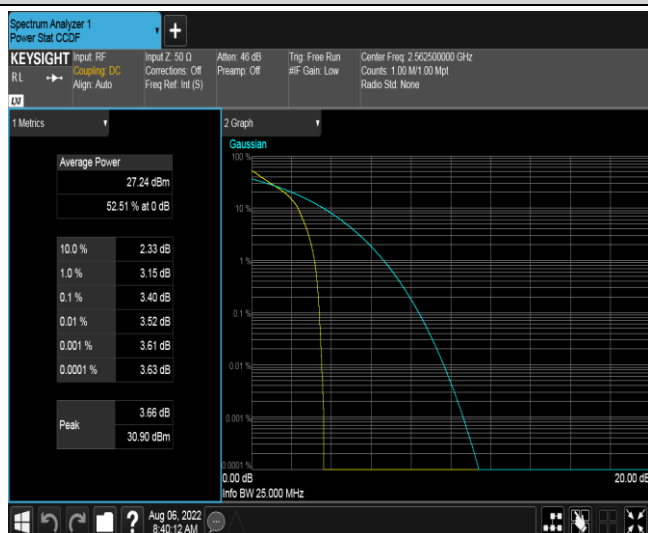 Spectrum Analyzer 1
Power Stat CCDF
KEYSIGHT
RL
LXI
Input: RF
Coupling: DC
Align: Auto
Input Z: 50 Ω
Corrections: Off
Freq Ref: Int (S)
Atten: 46 dB
Preamp: Off
Trig: Free Run
#IF Gain: Low
Center Freq: 2.562500000 GHz
Counts: 1.00 M/1.00 Mpt
Radio Std: None
1 Metrics
Average Power
27.24 dBm
52.51 % at 0 dB
10.0 % 2.33 dB
1.0 % 3.15 dB
0.1 % 3.40 dB
0.01 % 3.52 dB
0.001 % 3.61 dB
0.0001 % 3.63 dB
Peak
3.66 dB
30.90 dBm
2 Graph
Gaussian
100 %
10 %
1 %
0.1 %
0.01 %
0.001 %
0.0001 %
0.00 dB
20.00 dB
Info BW 25.000 MHz
Aug 06, 2022
8:40:12 AM